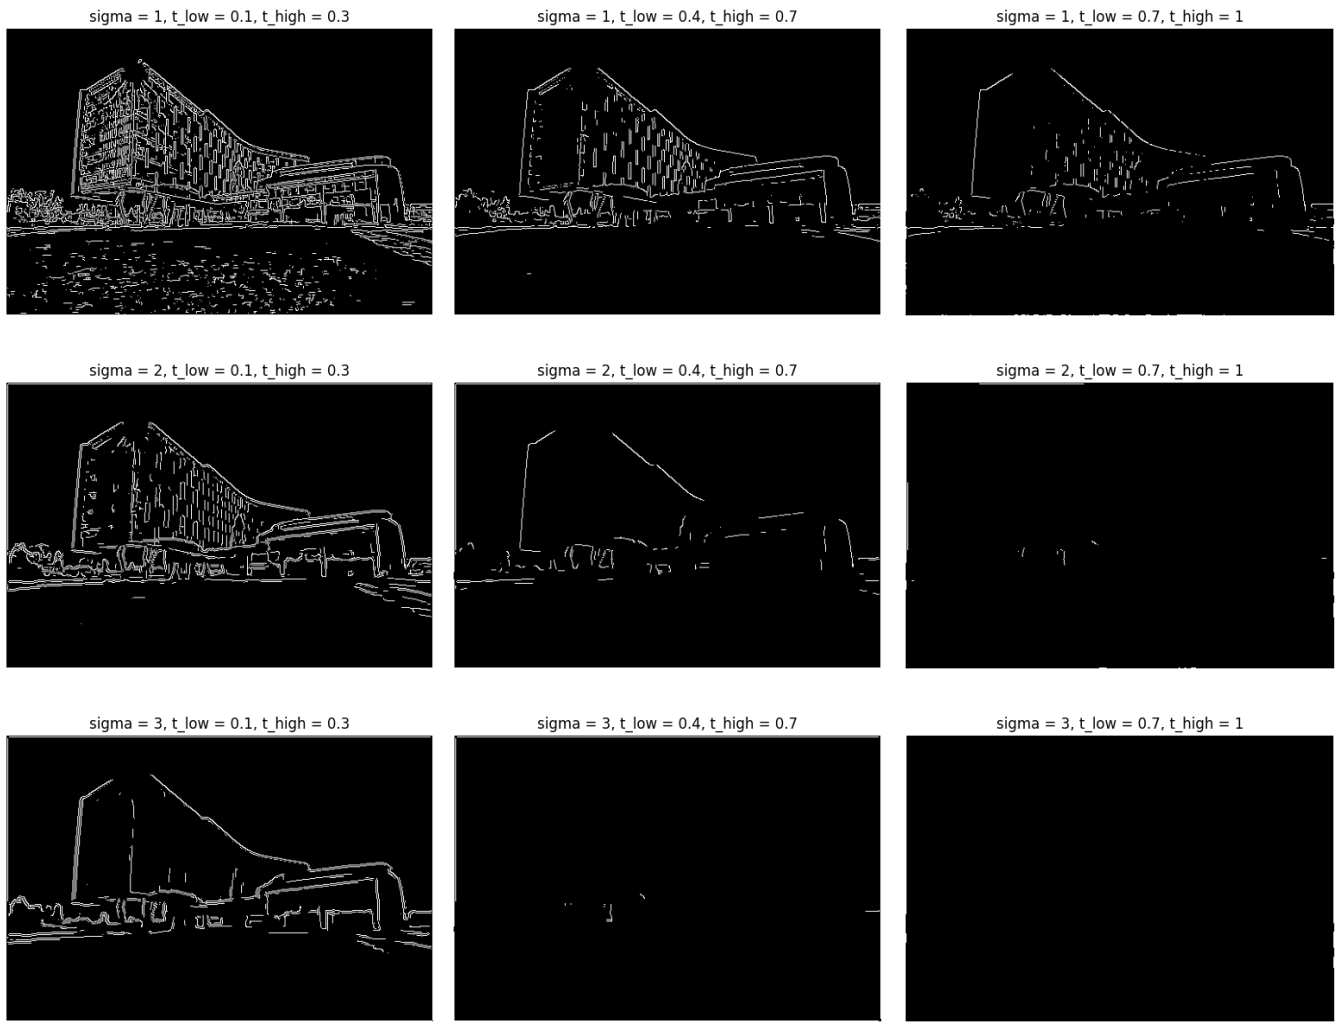 sigma = 1, t_low = 0.1, t_high = 0.3
sigma = 1, t_low = 0.4, t_high = 0.7
sigma = 1, t_low = 0.7, t_high = 1
sigma = 2, t_low = 0.1, t_high = 0.3
sigma = 2, t_low = 0.4, t_high = 0.7
sigma = 2, t_low = 0.7, t_high = 1
sigma = 3, t_low = 0.1, t_high = 0.3
sigma = 3, t_low = 0.4, t_high = 0.7
sigma = 3, t_low = 0.7, t_high = 1